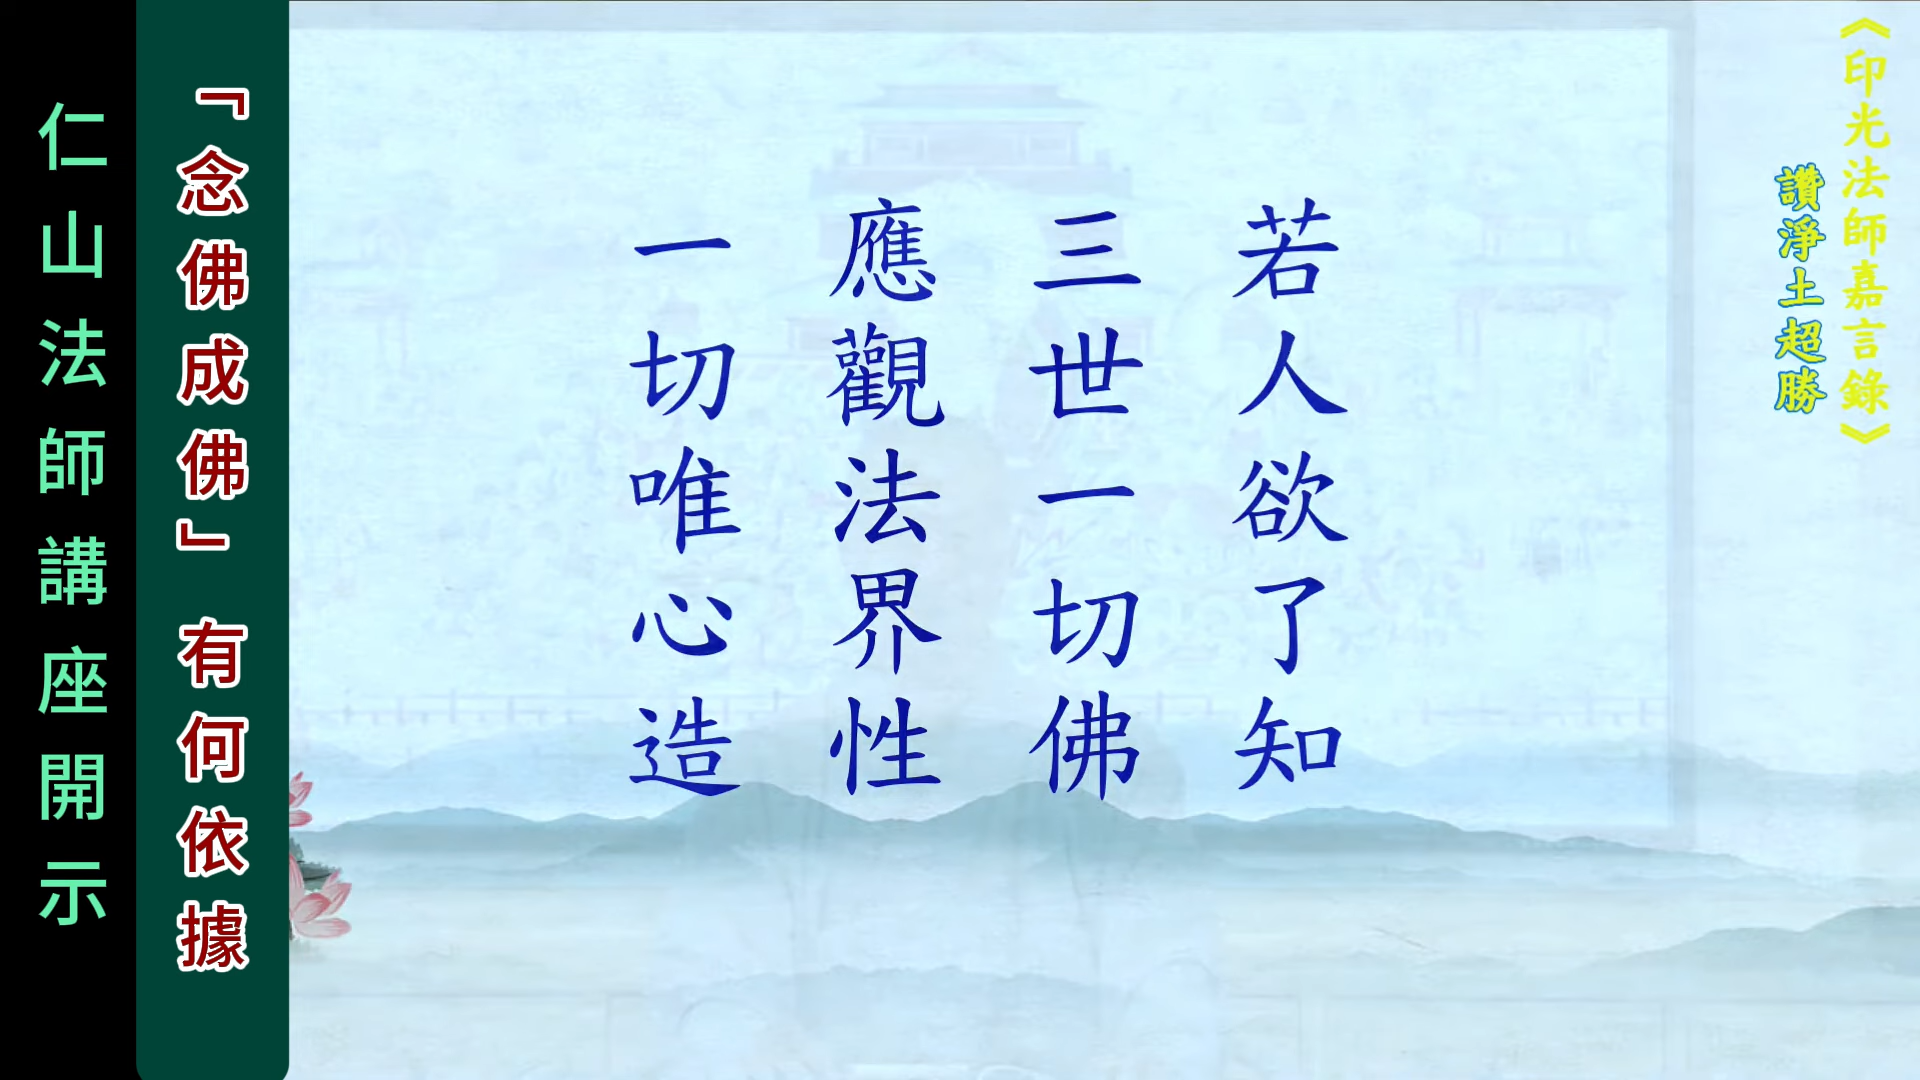 《印光法師嘉言錄》
讚淨土超勝
若人欲了知
三世一切佛
應觀法界性
一切唯心造
「念佛成佛」有何依據
仁山法師講座開示